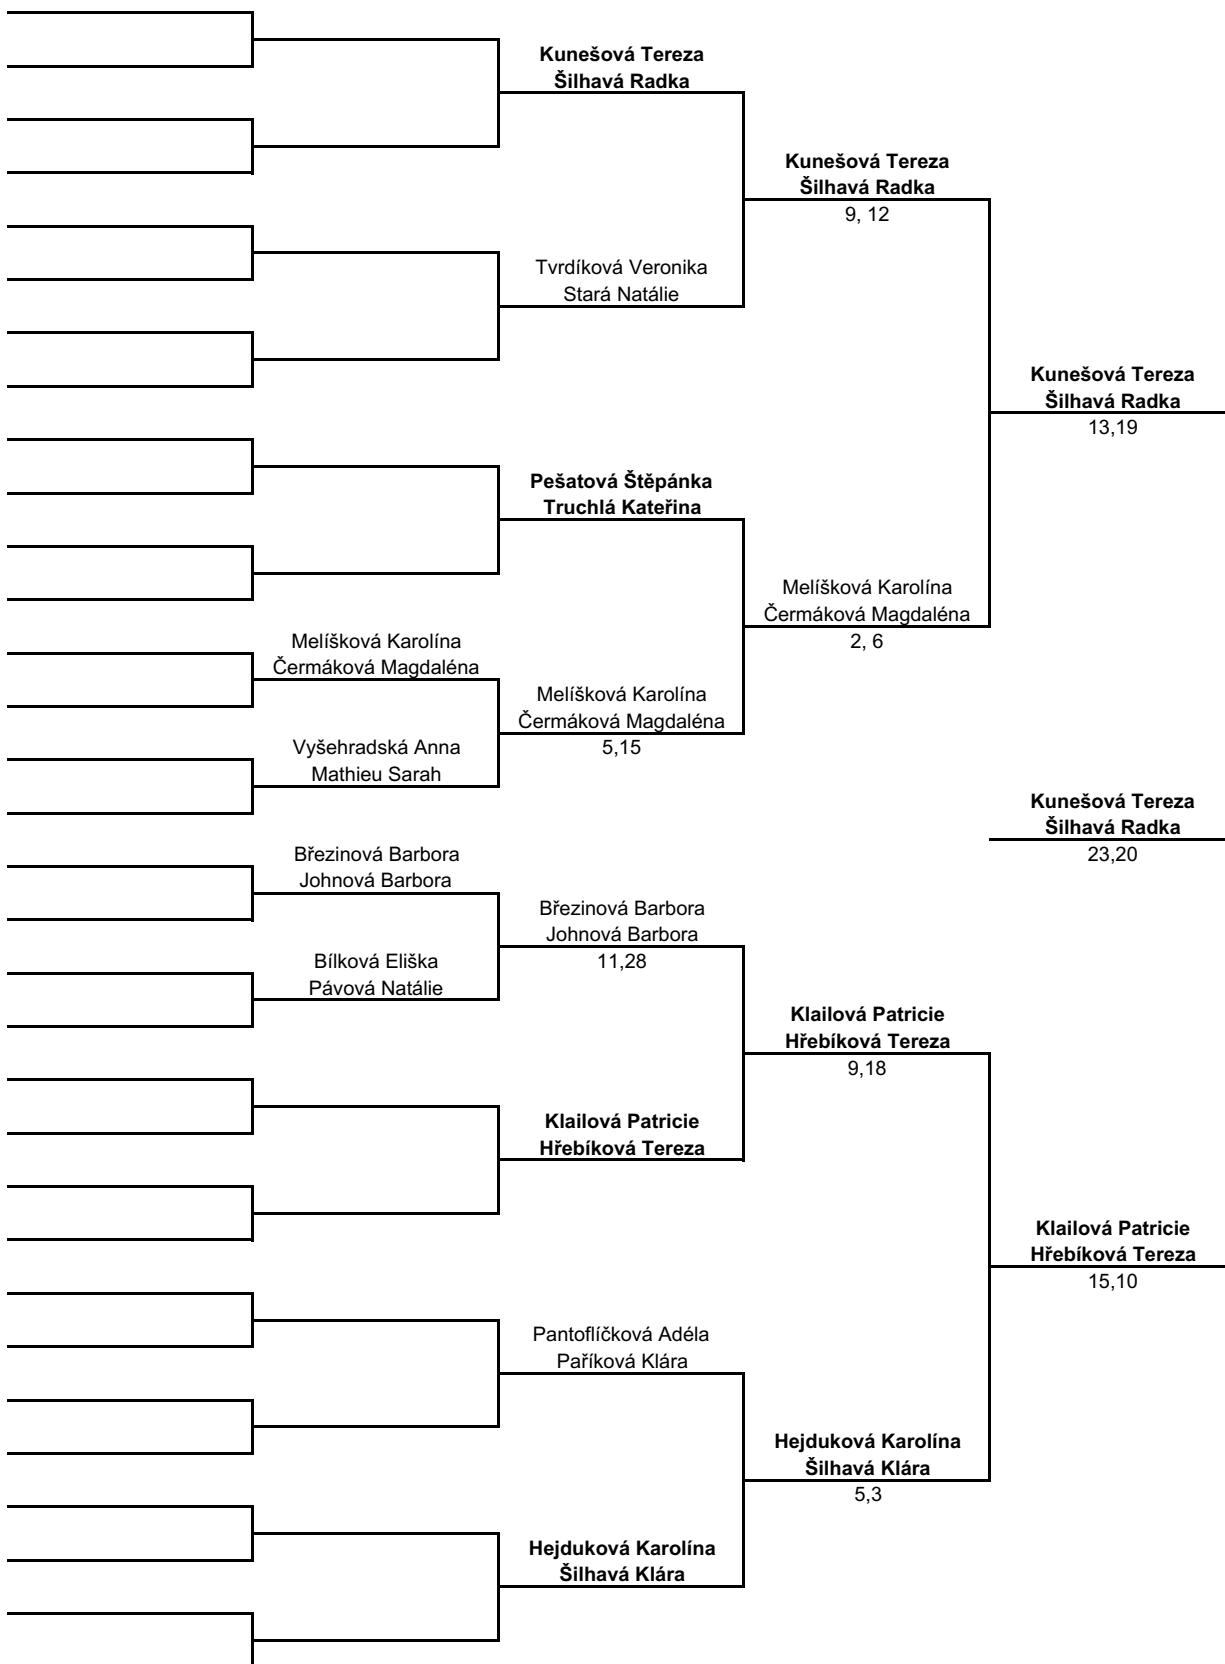 Kunešová Tereza
Šilhavá Radka
Kunešová Tereza
Šilhavá Radka
9, 12
Tvrdíková Veronika
Stará Natálie
Kunešová Tereza
Šilhavá Radka
13,19
Pešatová Štěpánka
Truchlá Kateřina
Melíšková Karolína
Čermáková Magdaléna
2, 6
Melíšková Karolína
Čermáková Magdaléna
Melíšková Karolína
Čermáková Magdaléna
5,15
Vyšehradská Anna
Mathieu Sarah
Kunešová Tereza
Šilhavá Radka
23,20
Březinová Barbora
Johnová Barbora
Březinová Barbora
Johnová Barbora
11,28
Bílková Eliška
Pávová Natálie
Klailová Patricie
Hřebíková Tereza
9,18
Klailová Patricie
Hřebíková Tereza
Klailová Patricie
Hřebíková Tereza
15,10
Pantoflíčková Adéla
Paříková Klára
Hejduková Karolína
Šilhavá Klára
5,3
Hejduková Karolína
Šilhavá Klára